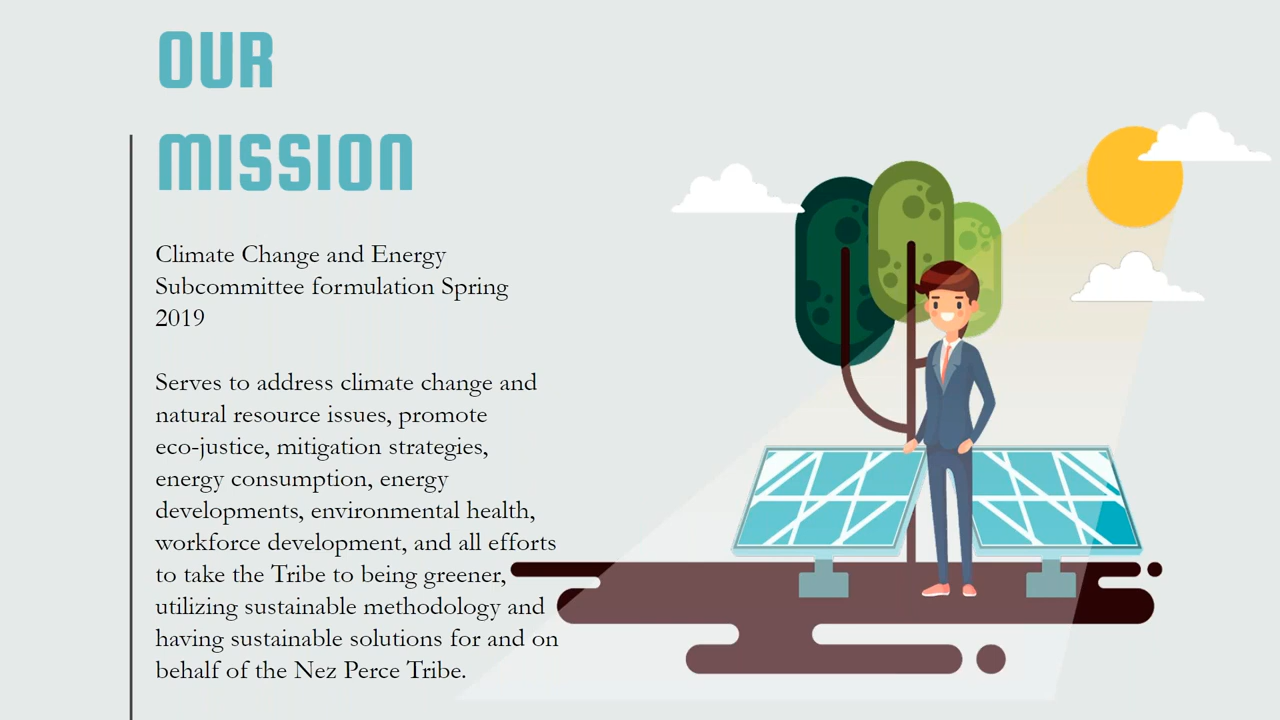 OUR
MISSION
Climate Change and Energy
Subcommittee formulation Spring
2019
Serves to address climate change and
natural resource issues, promote
eco-justice, mitigation strategies,
energy consumption, energy
developments, environmental health,
workforce development, and all efforts
to take the Tribe to being greener,
utilizing sustainable methodology and
having sustainable solutions for and on
behalf of the Nez Perce Tribe.